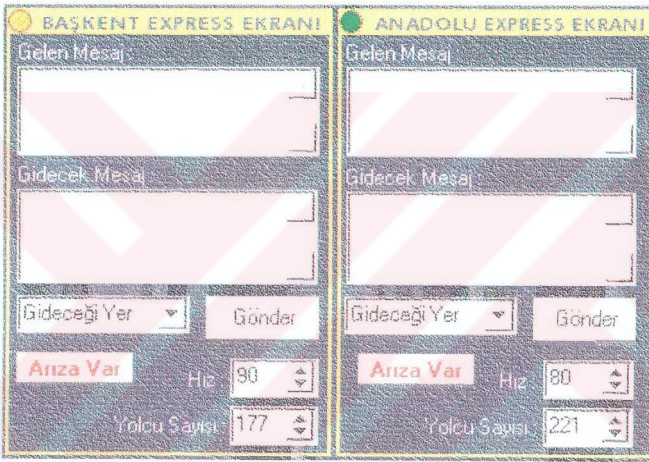 BAŞKENT EXPRESS EKRANI
Gelen Mesaj :
Gidecek Mesaj :
Gideceği Yer
Gönder
Arıza Var
Hız
90
Yolcu Sayısı
177
ANADOLU EXPRESS EKRANI
Gelen Mesaj
Gidecek Mesaj :
Gideceği Yer
Gönder
Arıza Var
Hız
80
Yolcu Sayısı
221